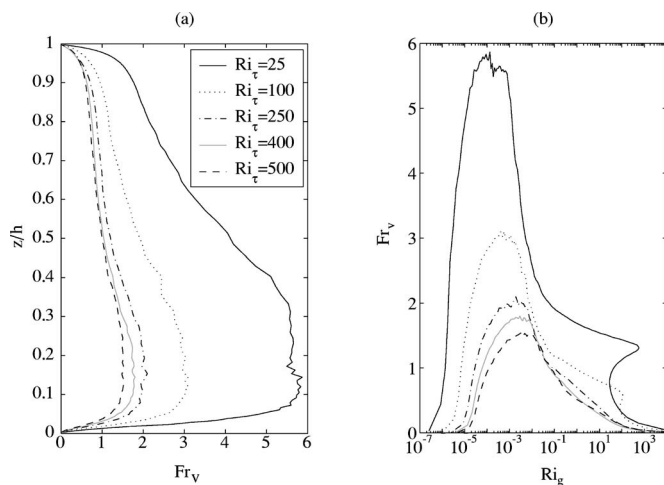 (a)
1
0.9
0.8
0.7
0.6
0.5
0.4
0.3
0.2
0.1
0
z/h
Ri_τ=25
Ri_τ=100
Ri_τ=250
Ri_τ=400
Ri_τ=500
0 1 2 3 4 5 6
Fr_V
(b)
6
5
4
3
2
1
0
Fr_v
10^-7 10^-5 10^-3 10^-1 10^1 10^3
Ri_g